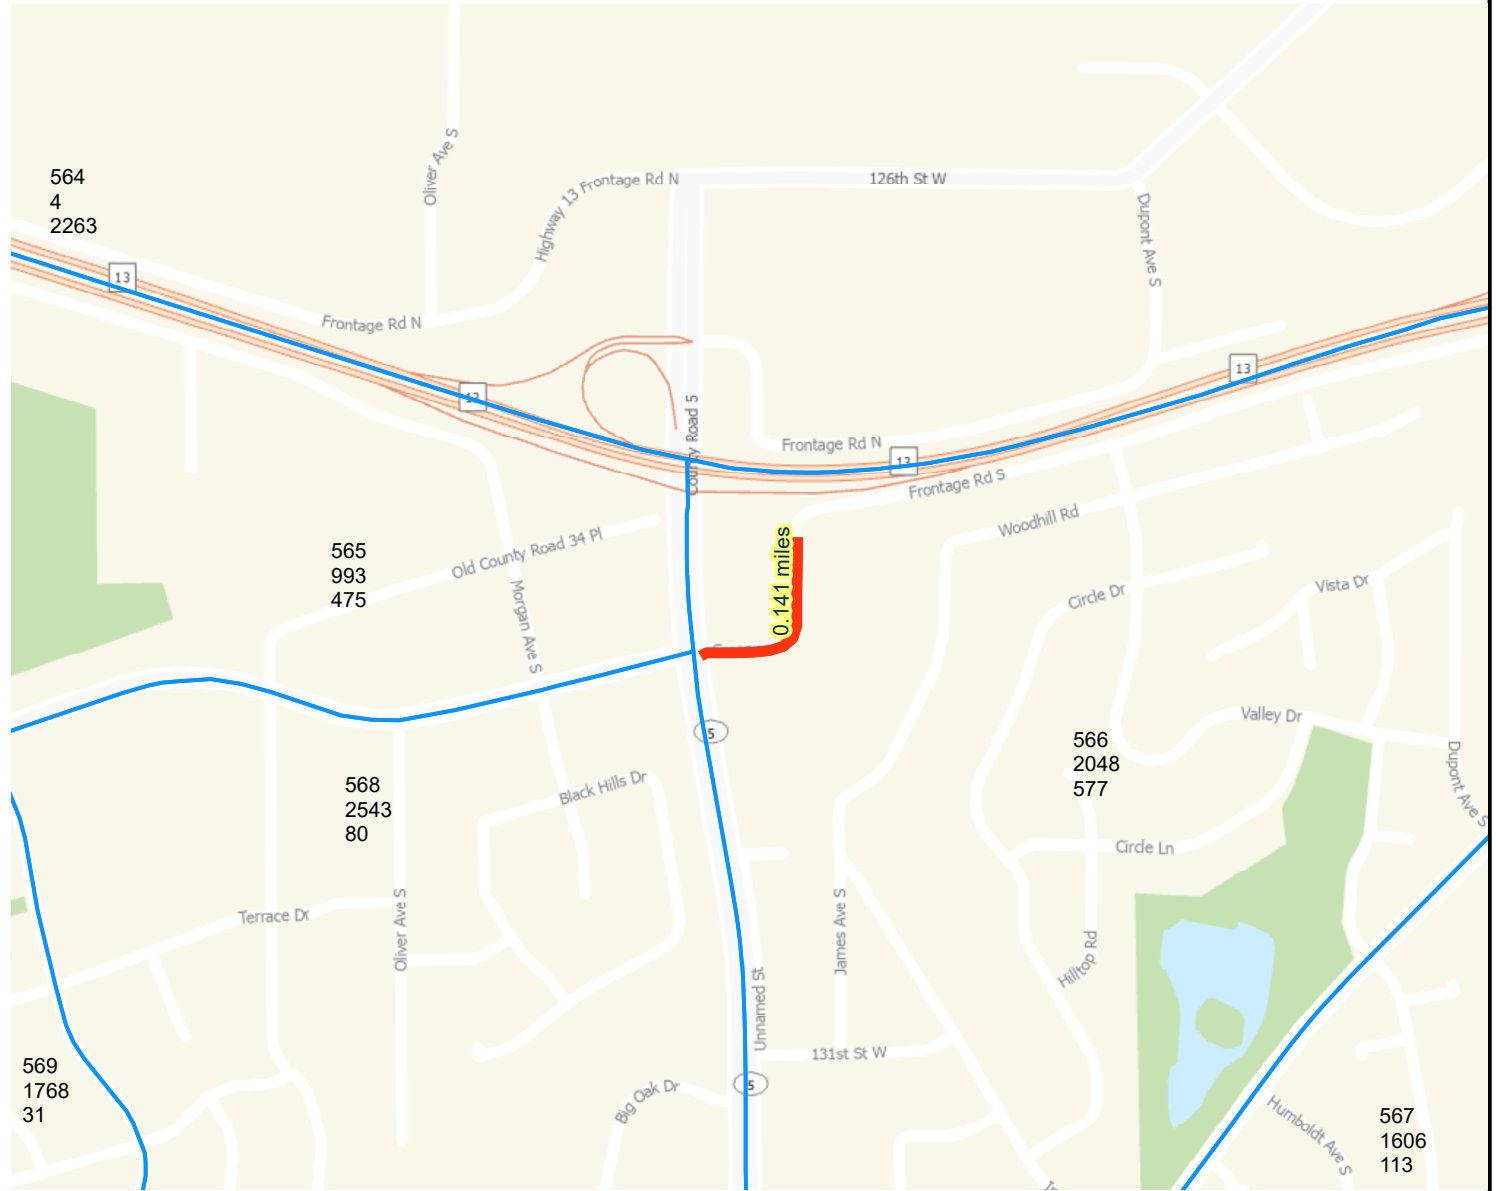 Oliver Ave S
564
4
2263
Highway 13 Frontage Rd N
126th St W
Dupont Ave S
13
Frontage Rd N
13
13
County Road 5
Frontage Rd N
13
Frontage Rd S
Woodhill Rd
0.141 miles
Old County Road 34 Pl
565
993
475
Morgan Ave S
Circle Dr
Vista Dr
Valley Dr
5
566
2048
577
Dupont Ave S
568
2543
80
Black Hills Dr
Circle Ln
Terrace Dr
Oliver Ave S
James Ave S
Hilltop Rd
Unnamed St
131st St W
569
1768
31
5
Big Oak Dr
Humboldt Ave S
567
1606
113